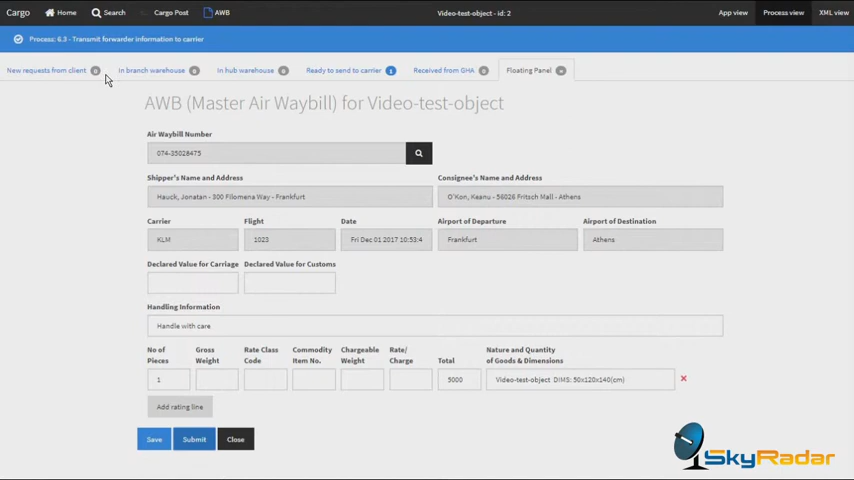 Cargo Home Search Cargo Post AWB Video-test-object - id: 2 App view Process view XML view
Process: 6.3 - Transmit forwarder information to carrier
New requests from client 0 In branch warehouse 0 In hub warehouse 0 Ready to send to carrier 1 Received from GHA 0 Floating Panel
AWB (Master Air Waybill) for Video-test-object
Air Waybill Number
074-35028475
Shipper's Name and Address Consignee's Name and Address
Hauck, Jonatan - 300 Filomena Way - Frankfurt O'Kon, Keanu - 56026 Fritsch Mall - Athens
Carrier Flight Date Airport of Departure Airport of Destination
KLM 1023 Fri Dec 01 2017 10:53:4 Frankfurt Athens
Declared Value for Carriage Declared Value for Customs
Handling Information
Handle with care
No of Gross Rate Class Commodity Chargeable Rate/ Nature and Quantity
Pieces Weight Code Item No. Weight Charge Total of Goods & Dimensions
1 5000 Video-test-object DIMS: 50x120x140(cm)
Add rating line
Save Submit Close
SkyRadar